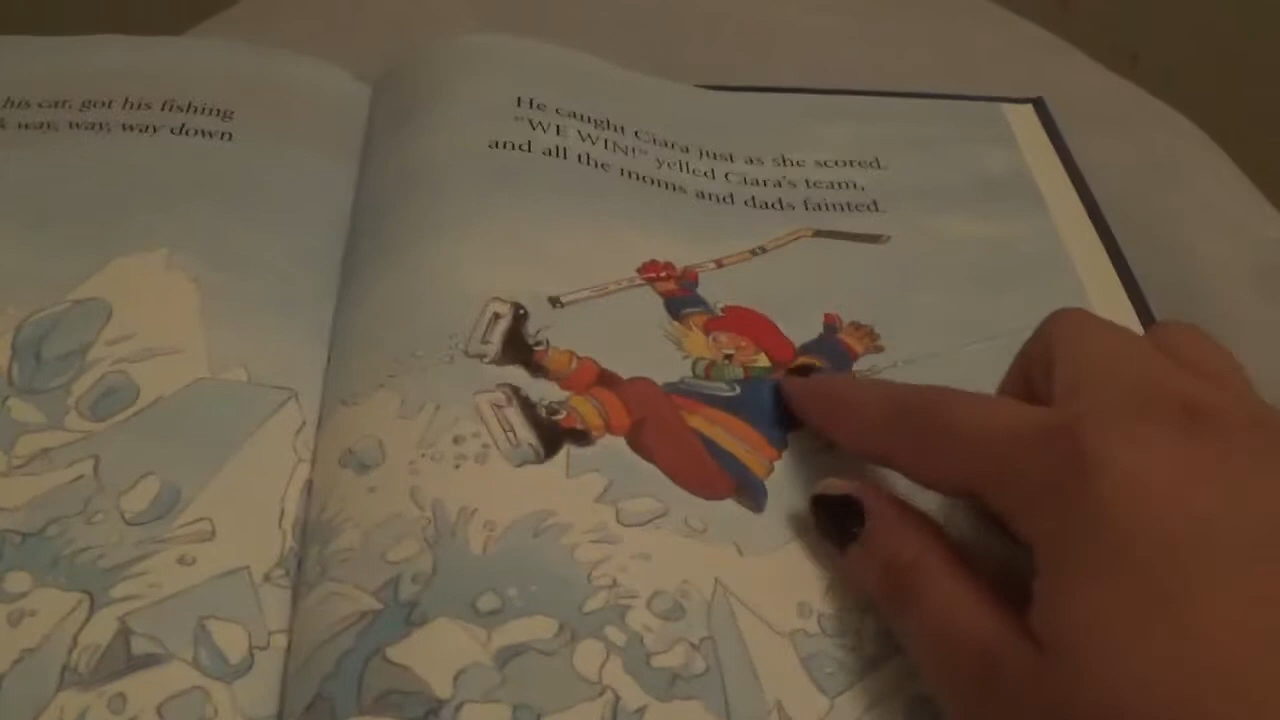 his car, got his fishing
way, way, way down
He caught Ciara just as she scored.
"WE WIN!" yelled Ciara's team,
and all the moms and dads fainted.